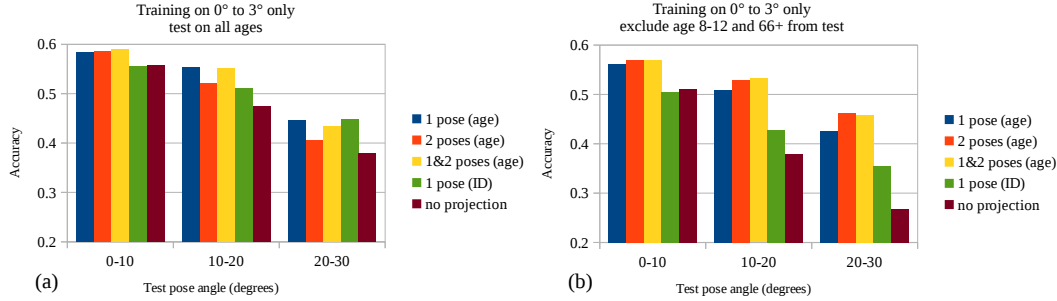 Training on 0° to 3° only
test on all ages
0.6
0.5
0.4
0.3
0.2
Accuracy
0-10
10-20
20-30
Test pose angle (degrees)
1 pose (age)
2 poses (age)
1&2 poses (age)
1 pose (ID)
no projection
(a)
Training on 0° to 3° only
exclude age 8-12 and 66+ from test
0.6
0.5
0.4
0.3
0.2
Accuracy
0-10
10-20
20-30
Test pose angle (degrees)
1 pose (age)
2 poses (age)
1&2 poses (age)
1 pose (ID)
no projection
(b)